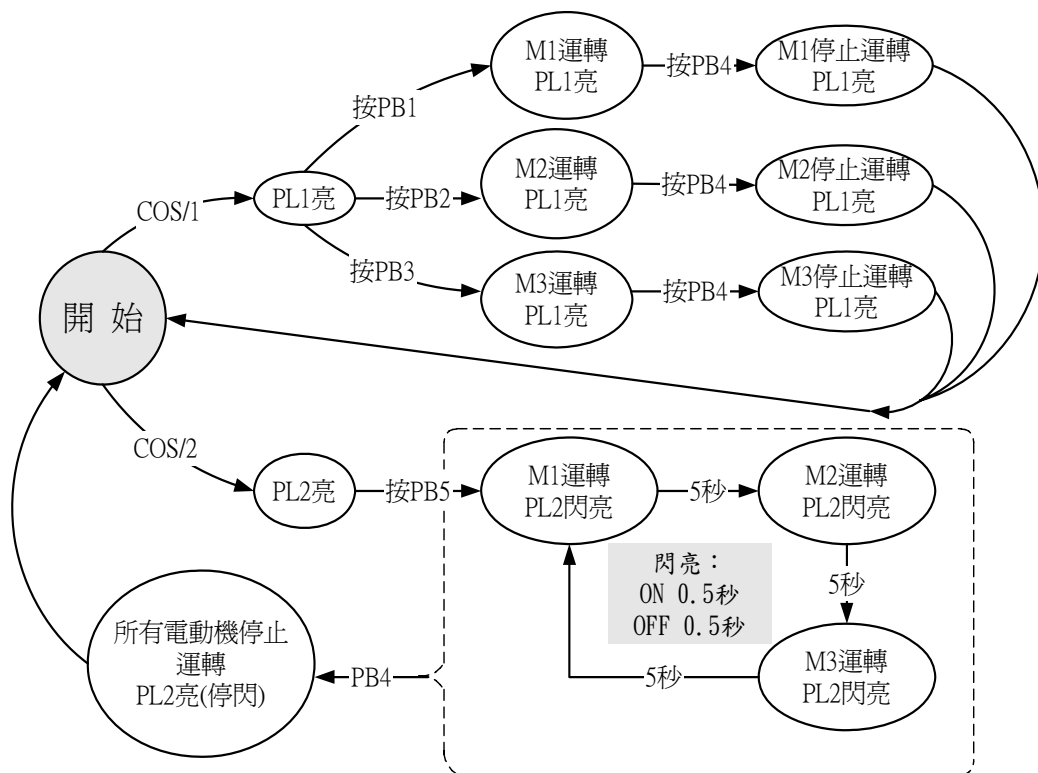 M1運轉
PL1亮
按PB4
M1停止運轉
PL1亮
按PB1
M2運轉
PL1亮
按PB4
M2停止運轉
PL1亮
COS/1
PL1亮
按PB2
按PB3
M3運轉
PL1亮
按PB4
M3停止運轉
PL1亮
開 始
COS/2
PL2亮
按PB5
M1運轉
PL2閃亮
5秒
M2運轉
PL2閃亮
閃亮：
ON 0.5秒
OFF 0.5秒
5秒
M3運轉
PL2閃亮
5秒
PB4
所有電動機停止
運轉
PL2亮(停閃)